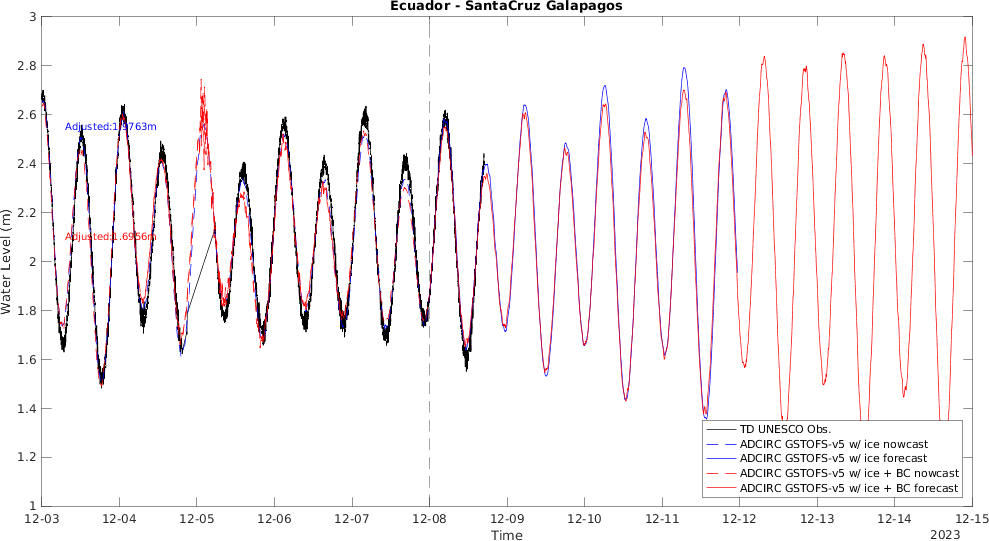 Ecuador - SantaCruz Galapagos
3
2.8
2.6
2.4
2.2
2
1.8
1.6
1.4
1.2
1
Water Level (m)
Adjusted:1.9763m
Adjusted:1.6956m
TD UNESCO Obs.
ADCIRC GSTOFS-v5 w/ ice nowcast
ADCIRC GSTOFS-v5 w/ ice forecast
ADCIRC GSTOFS-v5 w/ ice + BC nowcast
ADCIRC GSTOFS-v5 w/ ice + BC forecast
12-03 12-04 12-05 12-06 12-07 12-08 12-09 12-10 12-11 12-12 12-13 12-14 12-15
Time
2023